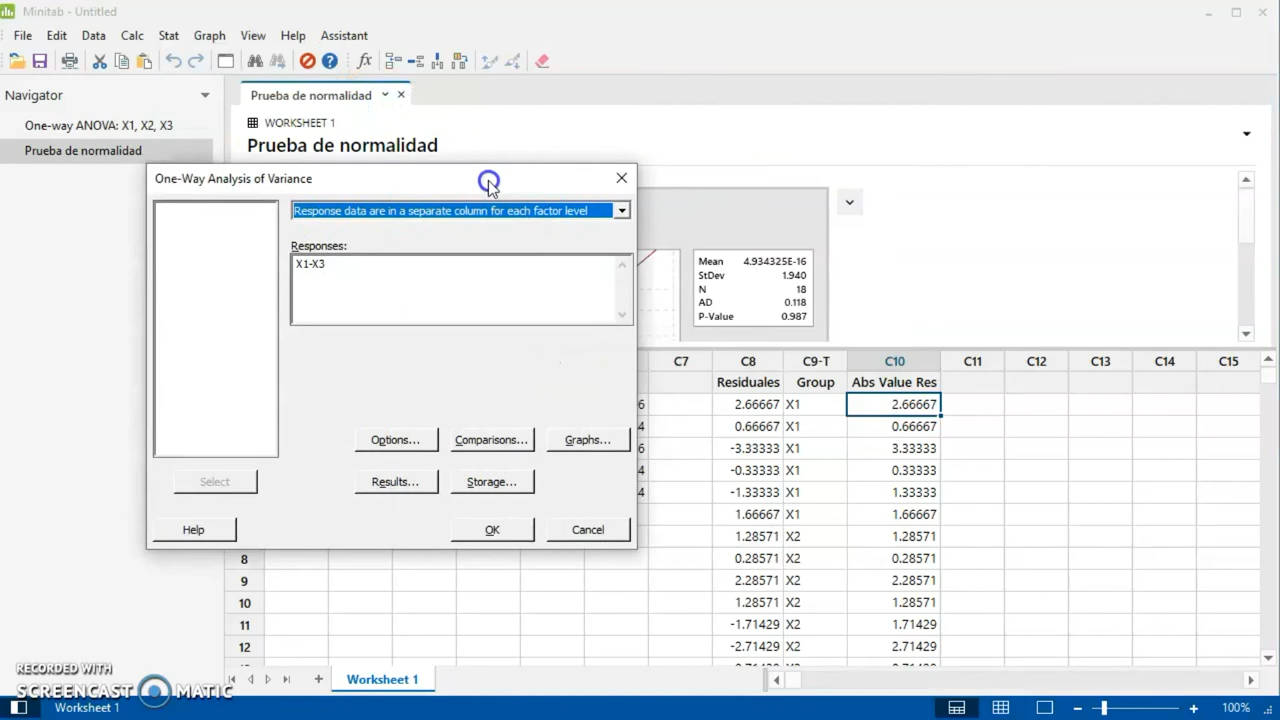 Minitab - Untitled
File Edit Data Calc Stat Graph View Help Assistant
fx
Navigator
Prueba de normalidad
One-way ANOVA: X1, X2, X3
Prueba de normalidad
WORKSHEET 1
Prueba de normalidad
One-Way Analysis of Variance
Response data are in a separate column for each factor level
Responses:
X1-X3
Options... Comparisons... Graphs...
Select Results... Storage...
Help OK Cancel
Mean 4.934325E-16
StDev 1.940
N 18
AD 0.118
P-Value 0.987
C7 C8 C9-T C10 C11 C12 C13 C14 C15
Residuales Group Abs Value Res
6 2.66667 X1 2.66667
4 0.66667 X1 0.66667
6 -3.33333 X1 3.33333
4 -0.33333 X1 0.33333
4 -1.33333 X1 1.33333
1.66667 X1 1.66667
1.28571 X2 1.28571
8 0.28571 X2 0.28571
9 2.28571 X2 2.28571
10 1.28571 X2 1.28571
11 -1.71429 X2 1.71429
12 -2.71429 X2 2.71429
Worksheet 1
RECORDED WITH
SCREENCAST MATIC
Worksheet 1
100%